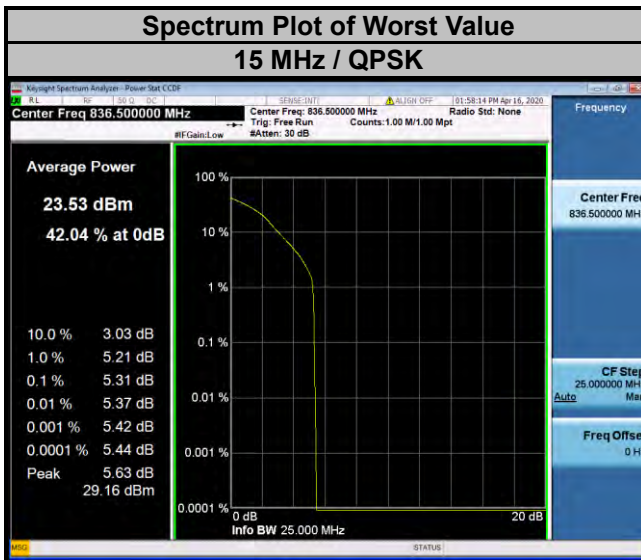 Spectrum Plot of Worst Value
15 MHz / QPSK
Keysight Spectrum Analyzer - Power Stat CCDF
RL RF 50 Ω DC SENSE:INT ALIGN OFF 01:58:14 PM Apr 16, 2020
Center Freq 836.500000 MHz
Center Freq: 836.500000 MHz Radio Std: None
Trig: Free Run Counts:1.00 M/1.00 Mpt
#IFGain:Low #Atten: 30 dB
Frequency
Average Power
23.53 dBm
42.04 % at 0dB
10.0 % 3.03 dB
1.0 % 5.21 dB
0.1 % 5.31 dB
0.01 % 5.37 dB
0.001 % 5.42 dB
0.0001 % 5.44 dB
Peak 5.63 dB
29.16 dBm
100 %
10 %
1 %
0.1 %
0.01 %
0.001 %
0.0001 %
0 dB 20 dB
Info BW 25.000 MHz
Center Fre
836.500000 MH
CF Step
25.000000 MH
Auto Ma
Freq Offse
0 H
MSG STATUS